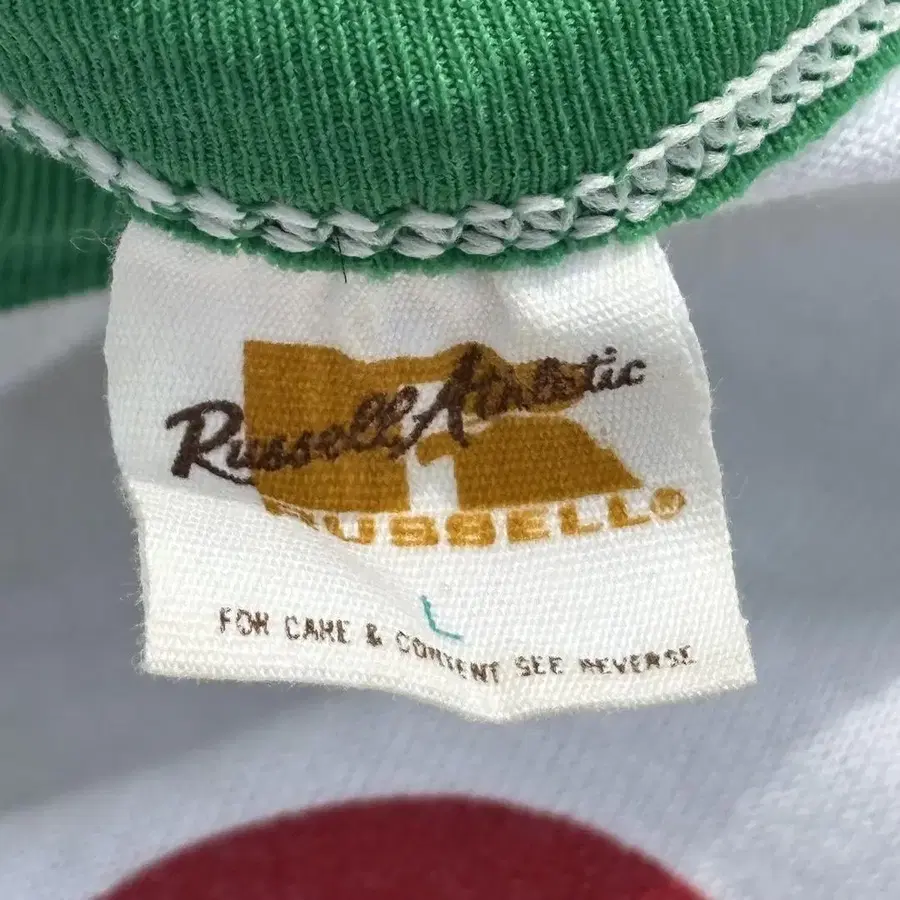 Russell Athletic
RUSSELL®
L
FOR CARE & CONTENT SEE REVERSE